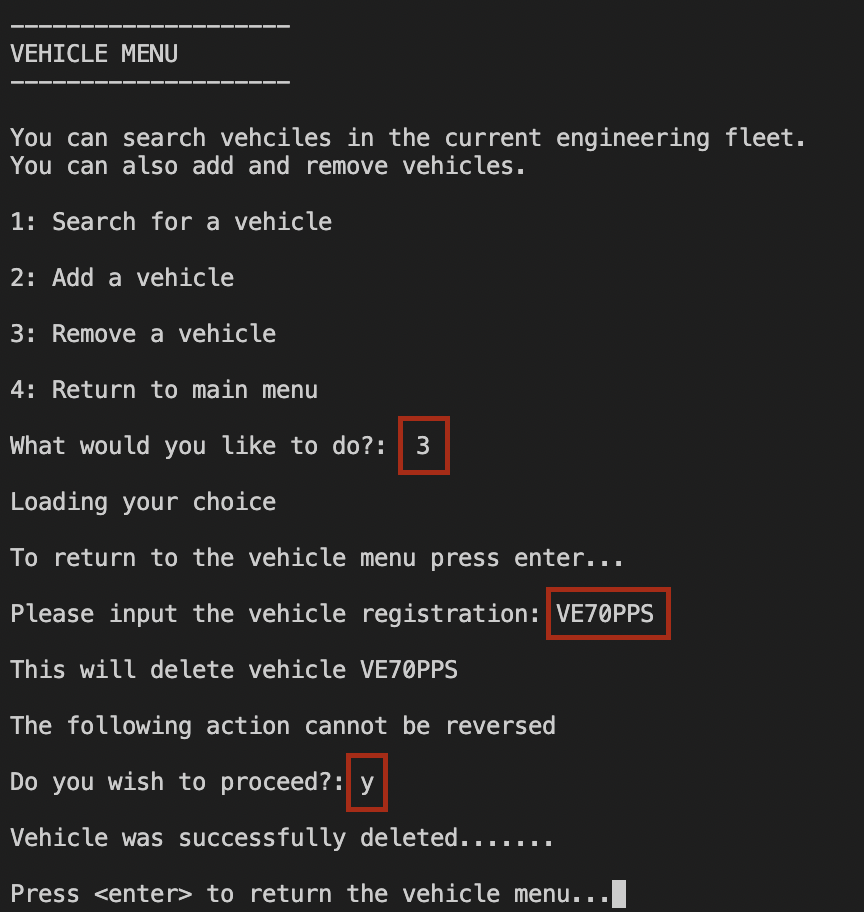 --------------------
VEHICLE MENU
--------------------
You can search vehciles in the current engineering fleet.
You can also add and remove vehicles.
1: Search for a vehicle
2: Add a vehicle
3: Remove a vehicle
4: Return to main menu
What would you like to do?: 3
Loading your choice
To return to the vehicle menu press enter...
Please input the vehicle registration: VE70PPS
This will delete vehicle VE70PPS
The following action cannot be reversed
Do you wish to proceed?: y
Vehicle was successfully deleted.......
Press <enter> to return the vehicle menu...